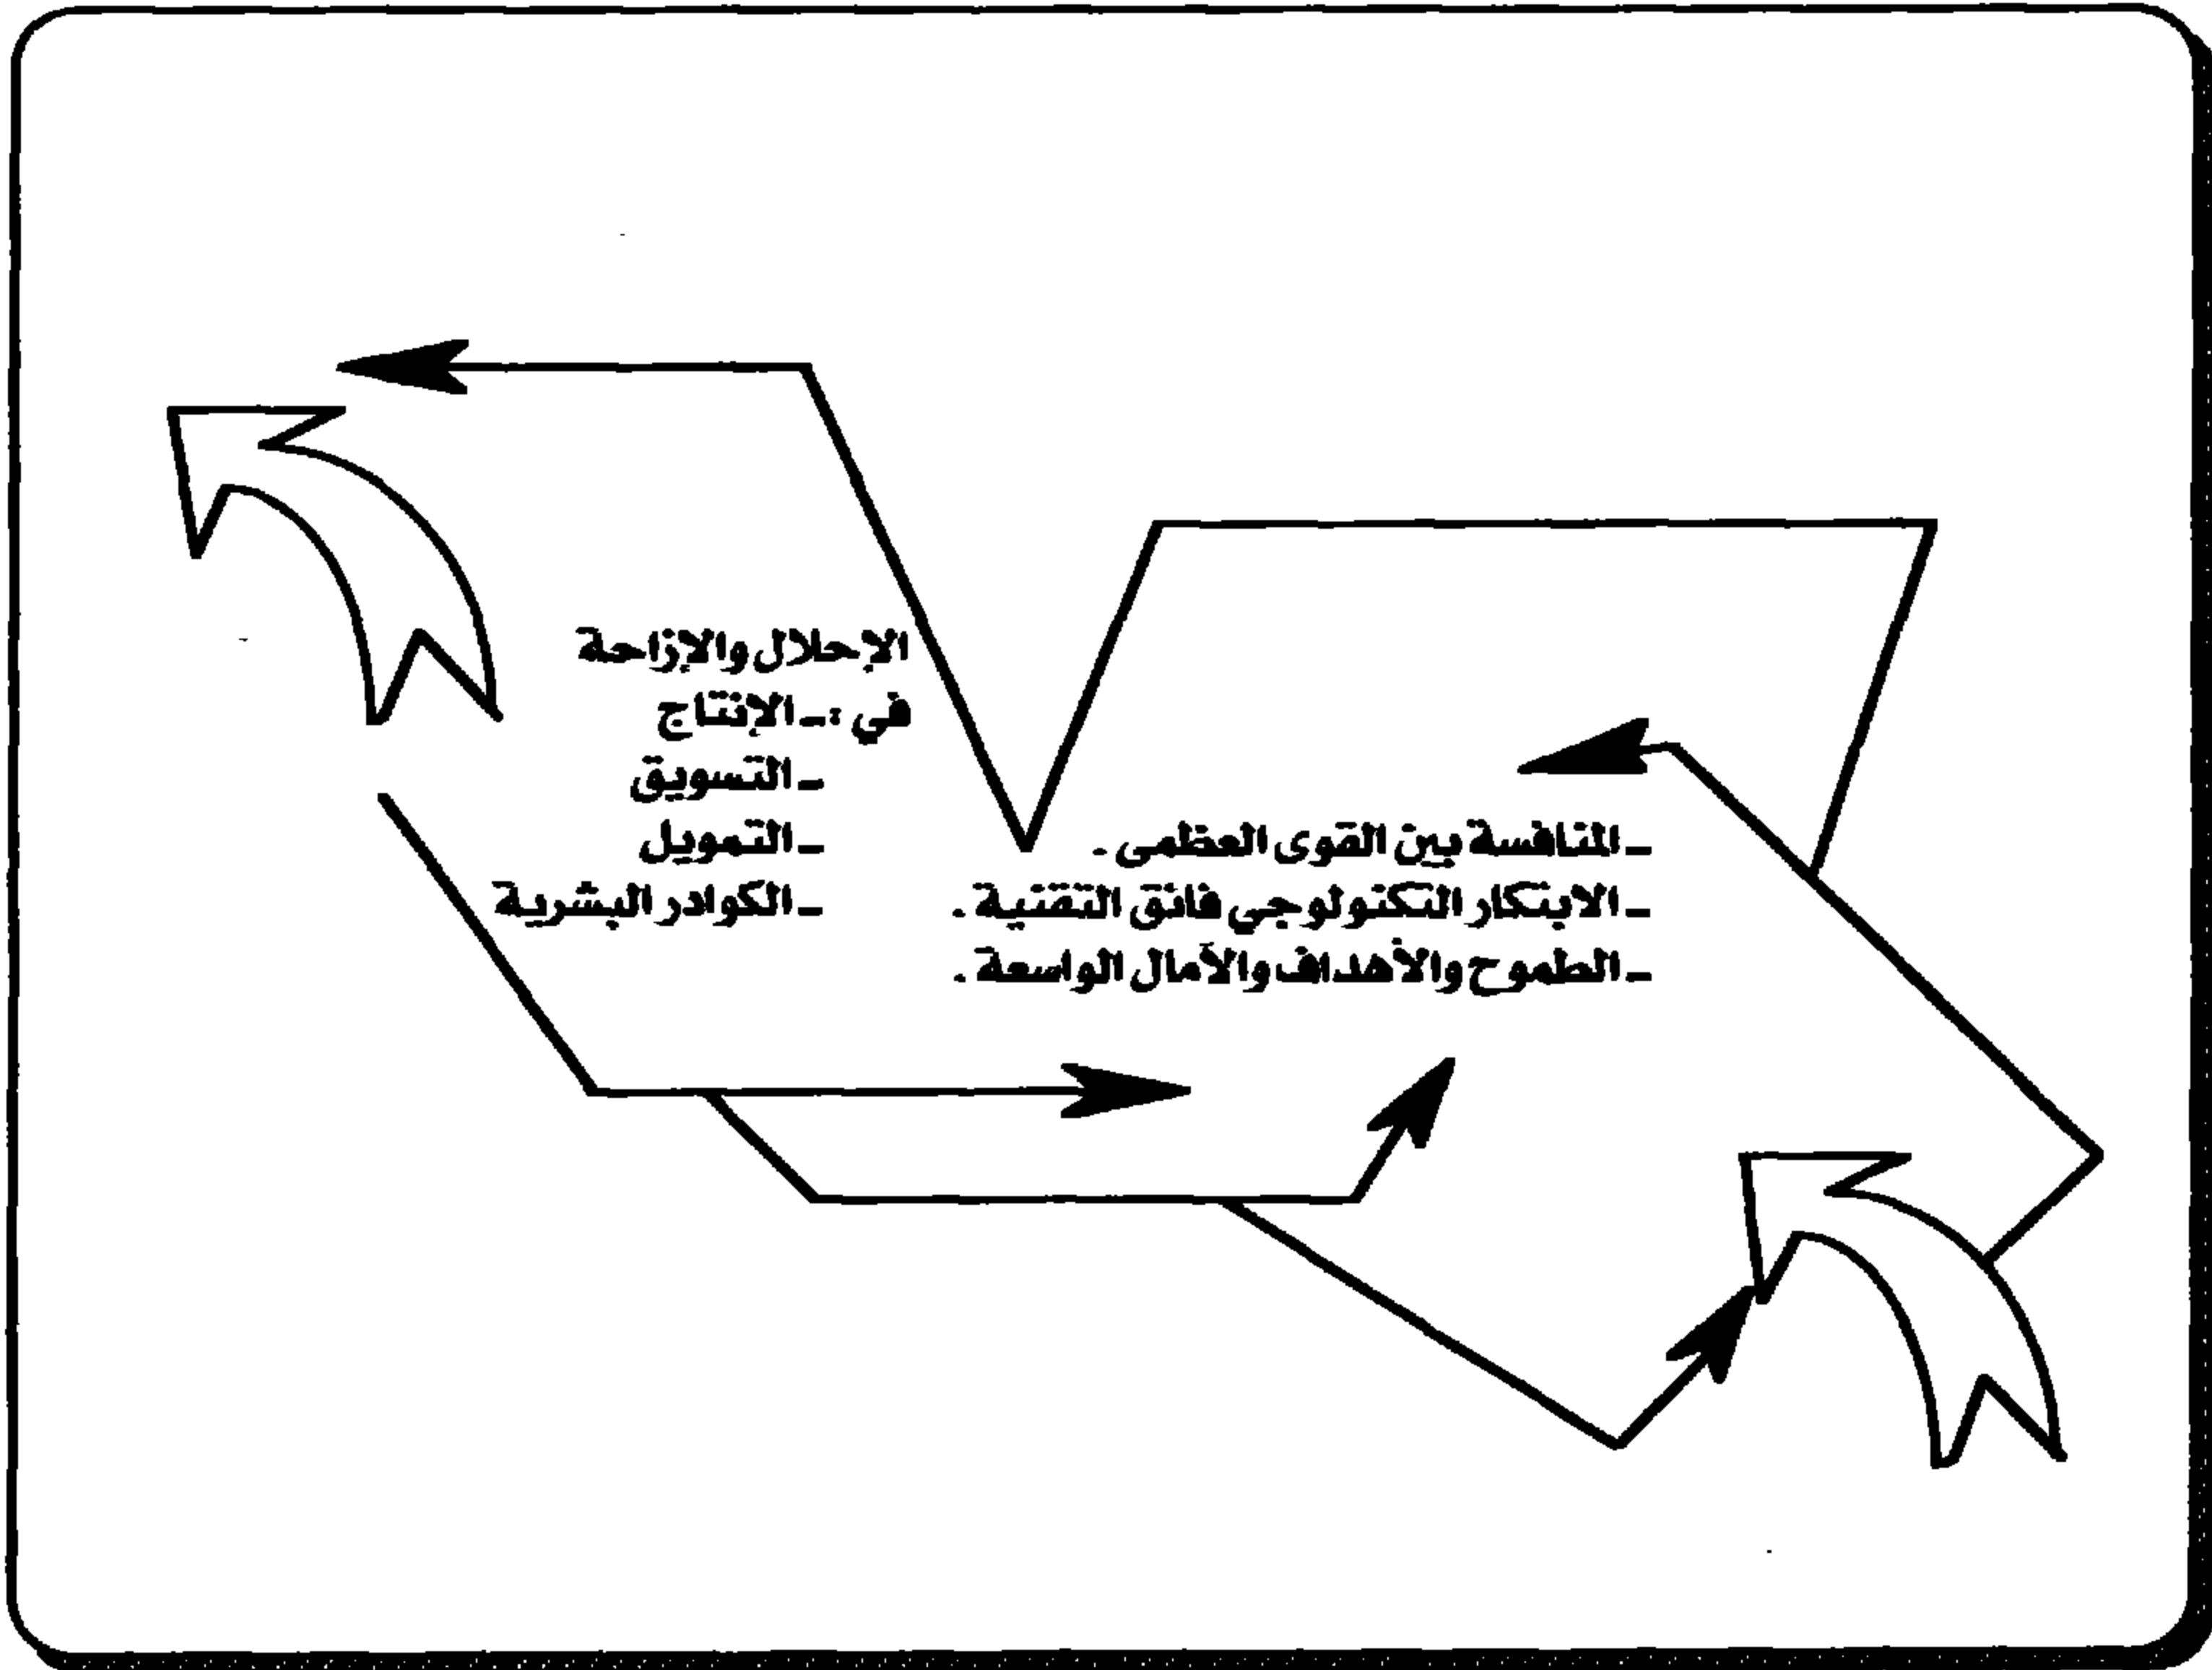 - المنافسة بين القوى العظمى .
- الابتكار التكنولوجي فائق التقنية .
- الطموح والأهداف والآمال الواسعة .
الإحلال والإزاحة
في :- الإنتاج
- التسويق
- التمويل
- الكوادر البشرية